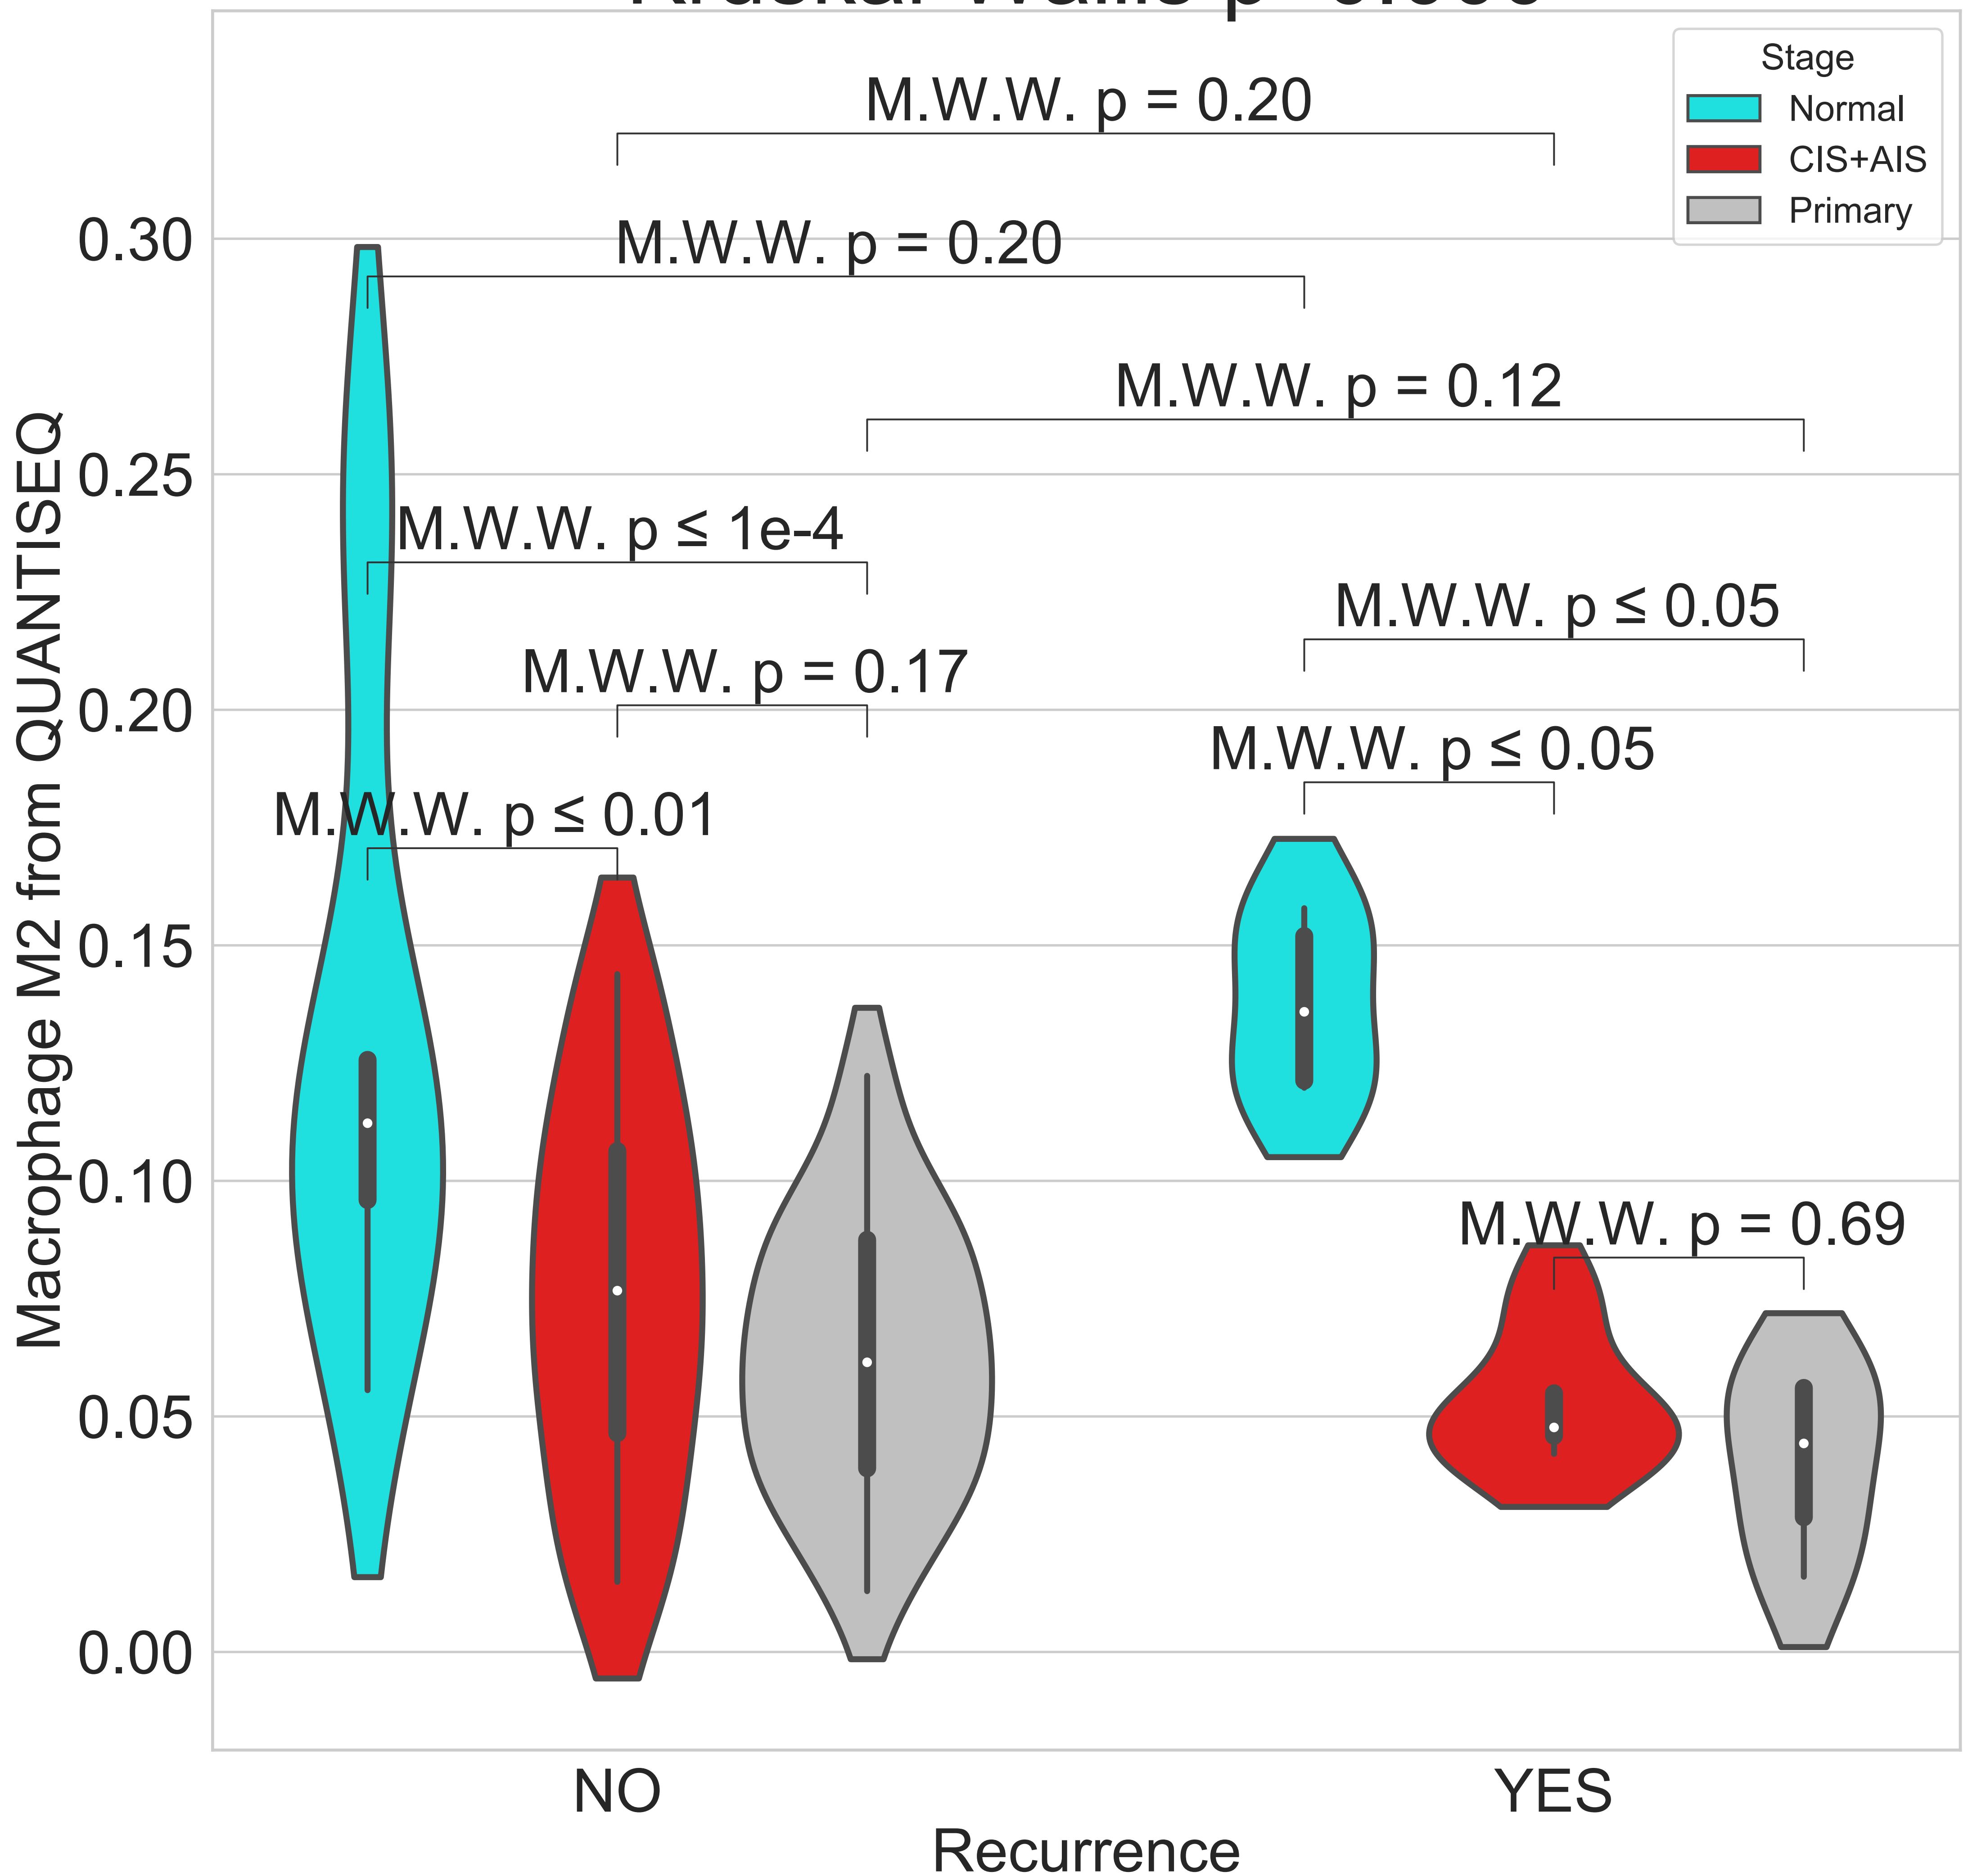 Stage
Normal
CIS+AIS
Primary
M.W.W. p = 0.20
M.W.W. p = 0.20
M.W.W. p = 0.12
M.W.W. p ≤ 1e-4
M.W.W. p ≤ 0.05
M.W.W. p = 0.17
M.W.W. p ≤ 0.05
M.W.W. p ≤ 0.01
M.W.W. p = 0.69
Macrophage M2 from QUANTISEQ
0.30
0.25
0.20
0.15
0.10
0.05
0.00
NO
YES
Recurrence